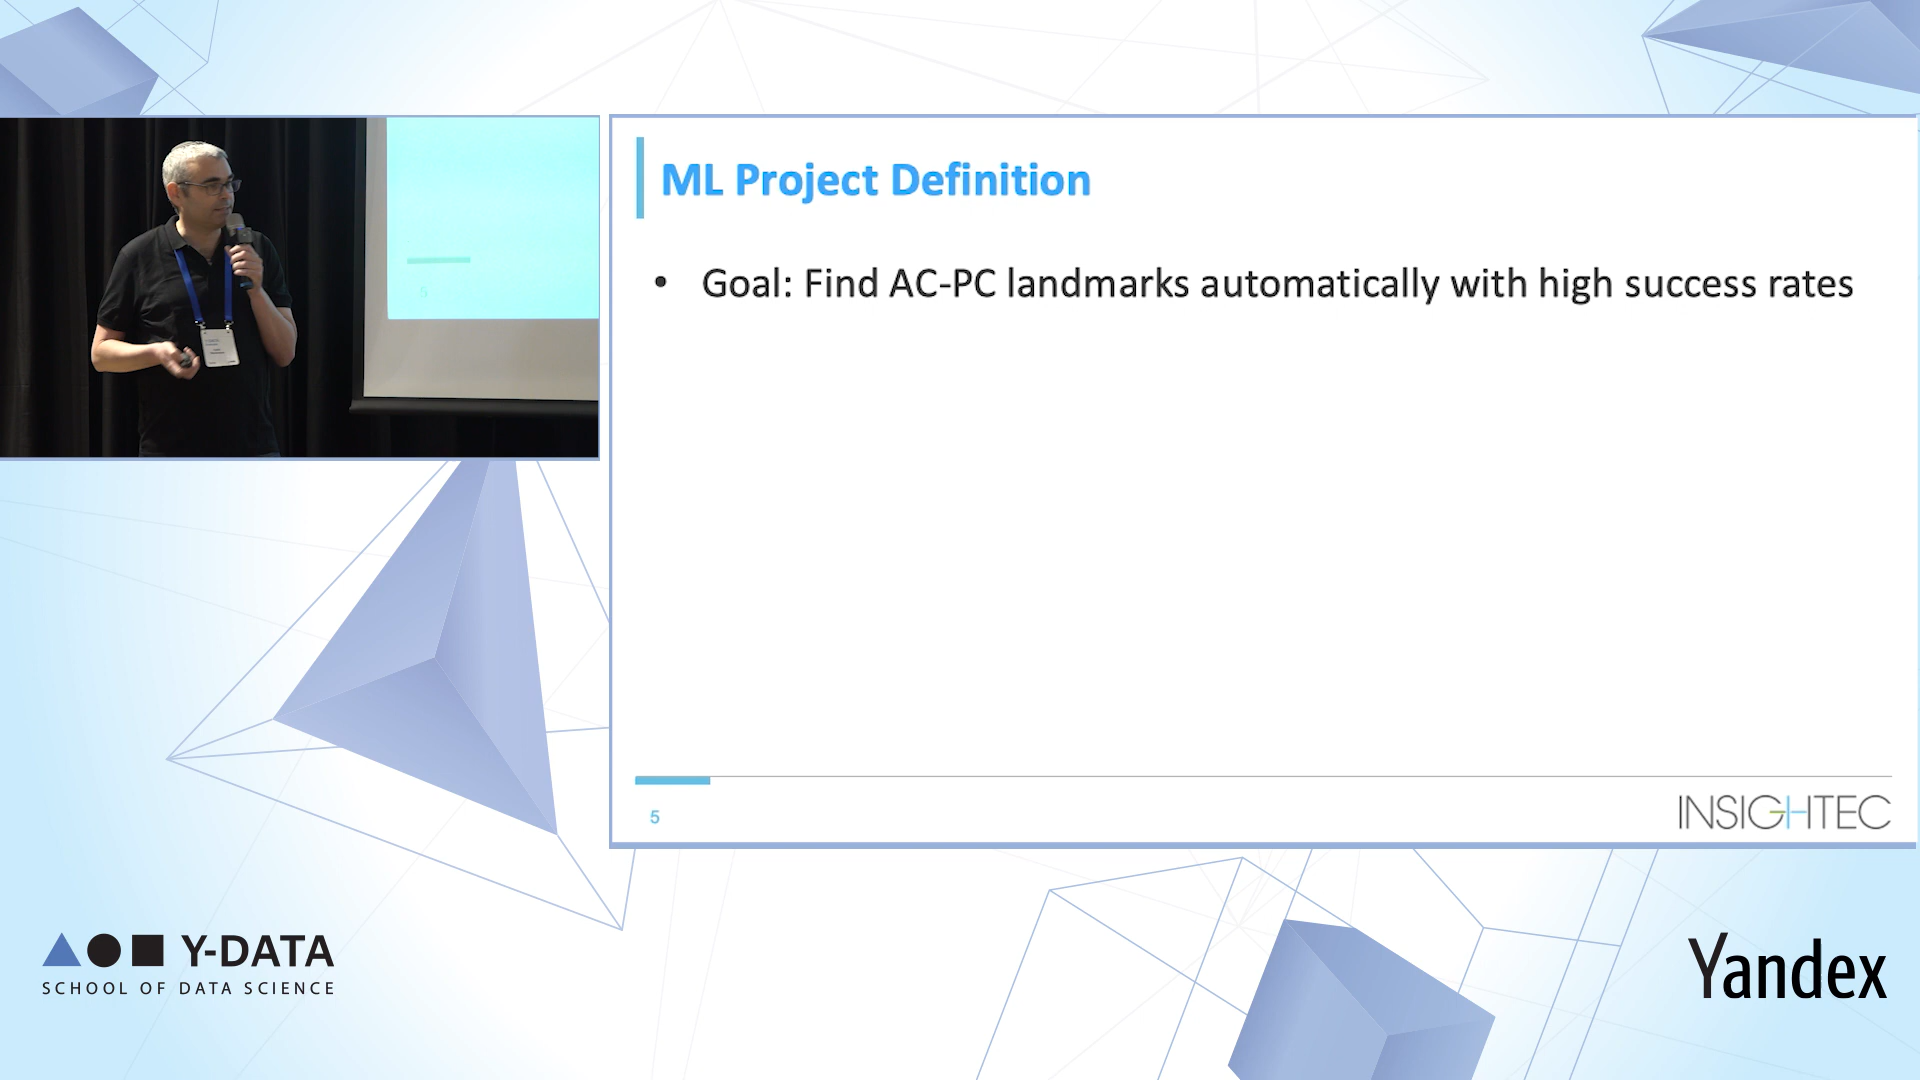 ML Project Definition
• Goal: Find AC-PC landmarks automatically with high success rates
5
5
INSIGHTEC
Y-DATA
SCHOOL OF DATA SCIENCE
Yandex